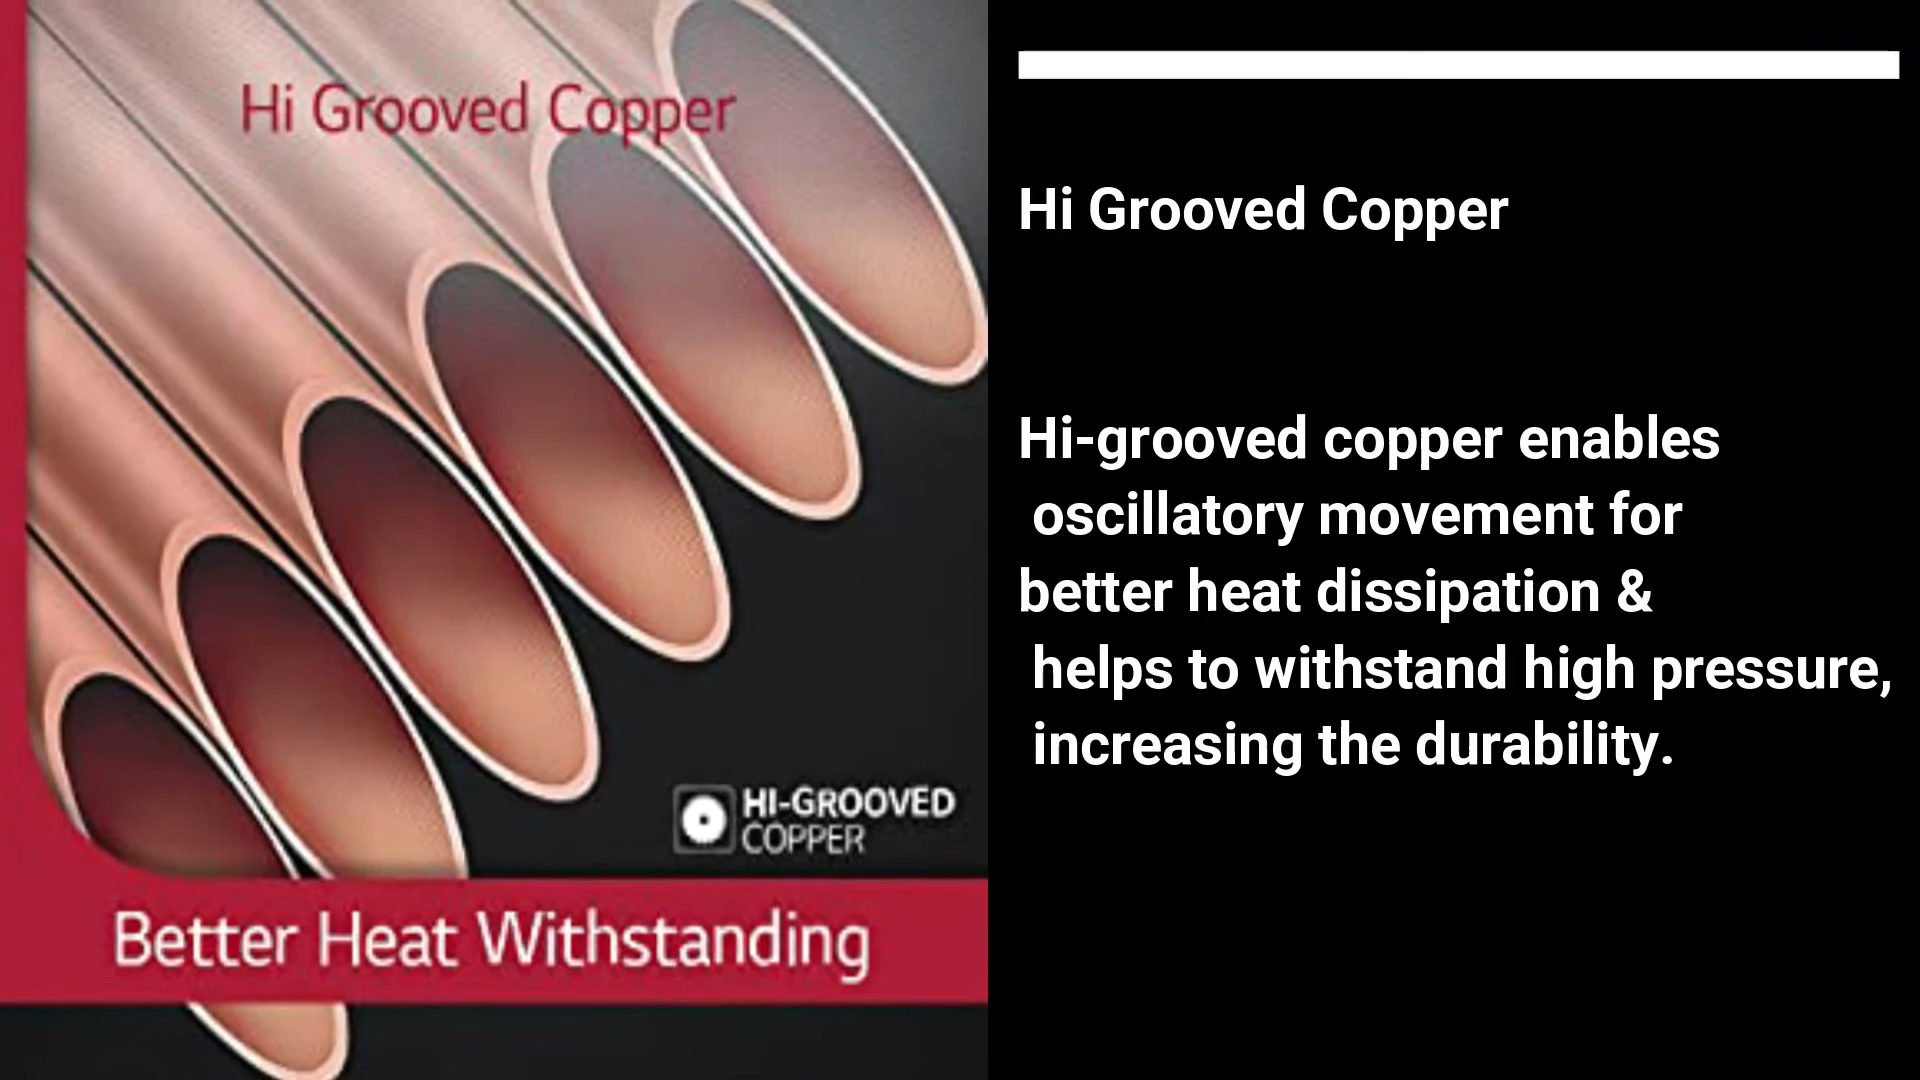 Hi Grooved Copper
HI-GROOVED
COPPER
Better Heat Withstanding
Hi Grooved Copper
Hi-grooved copper enables
oscillatory movement for
better heat dissipation &
helps to withstand high pressure,
increasing the durability.